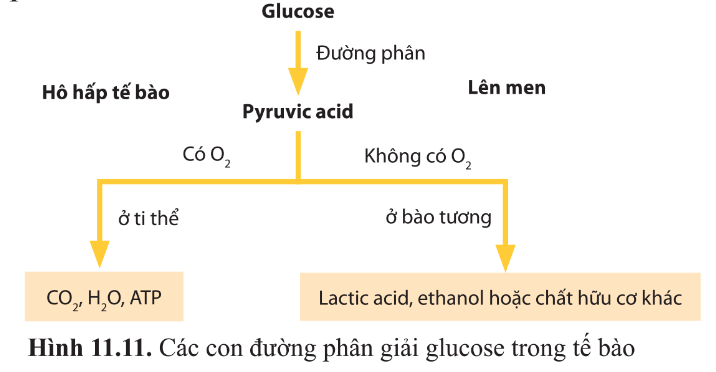 Glucose
Đường phân
Hô hấp tế bào
Lên men
Pyruvic acid
Có O₂
Không có O₂
ở ti thể
ở bào tương
CO₂, H₂O, ATP
Lactic acid, ethanol hoặc chất hữu cơ khác
Hình 11.11. Các con đường phân giải glucose trong tế bào